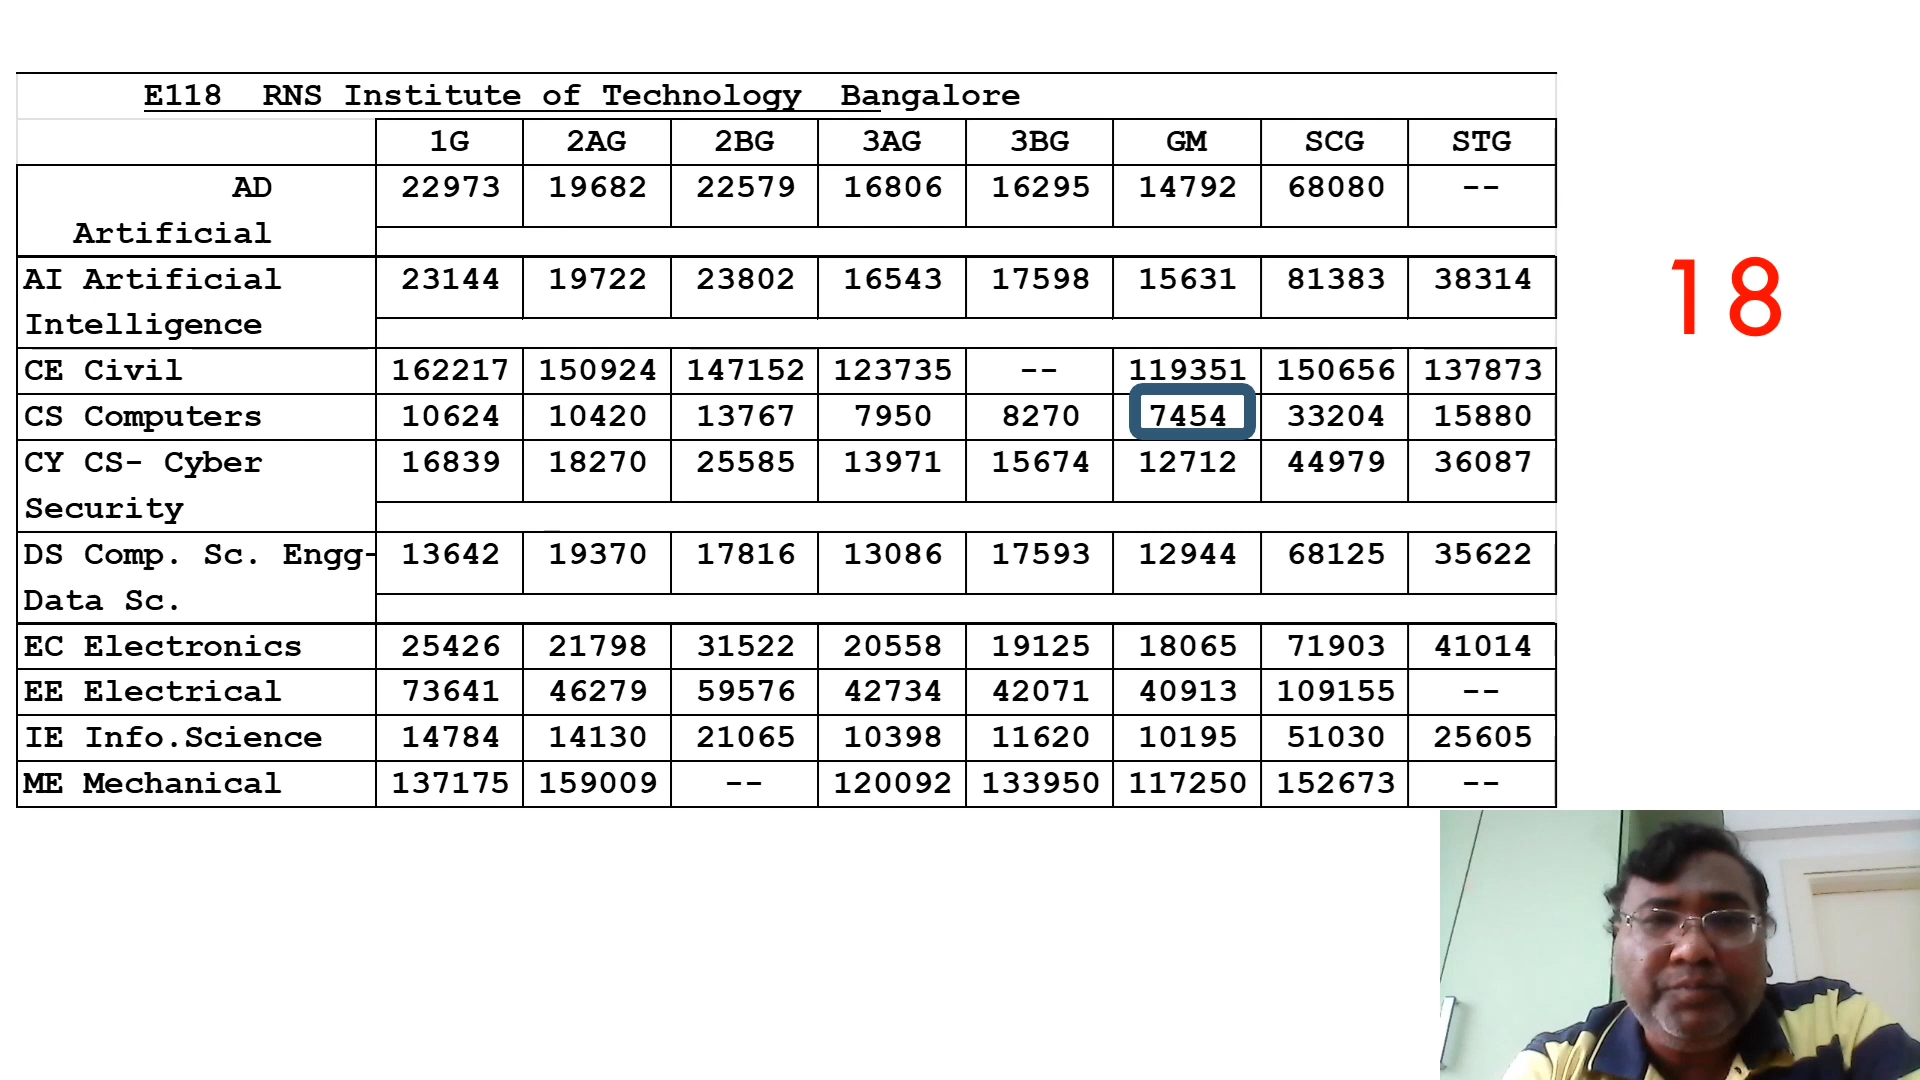 E118 RNS Institute of Technology Bangalore
1G 2AG 2BG 3AG 3BG GM SCG STG
AD 22973 19682 22579 16806 16295 14792 68080 --
Artificial
AI Artificial 23144 19722 23802 16543 17598 15631 81383 38314
Intelligence
18
CE Civil 162217 150924 147152 123735 -- 119351 150656 137873
CS Computers 10624 10420 13767 7950 8270 7454 33204 15880
CY CS- Cyber 16839 18270 25585 13971 15674 12712 44979 36087
Security
DS Comp. Sc. Engg- 13642 19370 17816 13086 17593 12944 68125 35622
Data Sc.
EC Electronics 25426 21798 31522 20558 19125 18065 71903 41014
EE Electrical 73641 46279 59576 42734 42071 40913 109155 --
IE Info.Science 14784 14130 21065 10398 11620 10195 51030 25605
ME Mechanical 137175 159009 -- 120092 133950 117250 152673 --